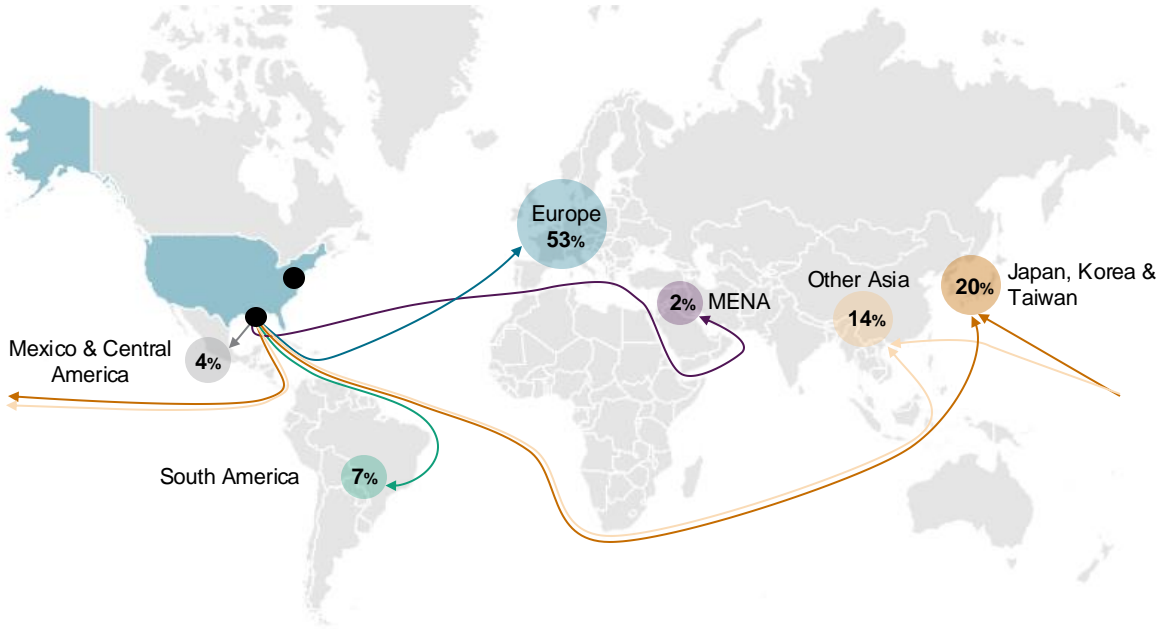 Europe
53%
2% MENA
Other Asia
14%
20%
Japan, Korea &
Taiwan
Mexico & Central
America
4%
South America
7%